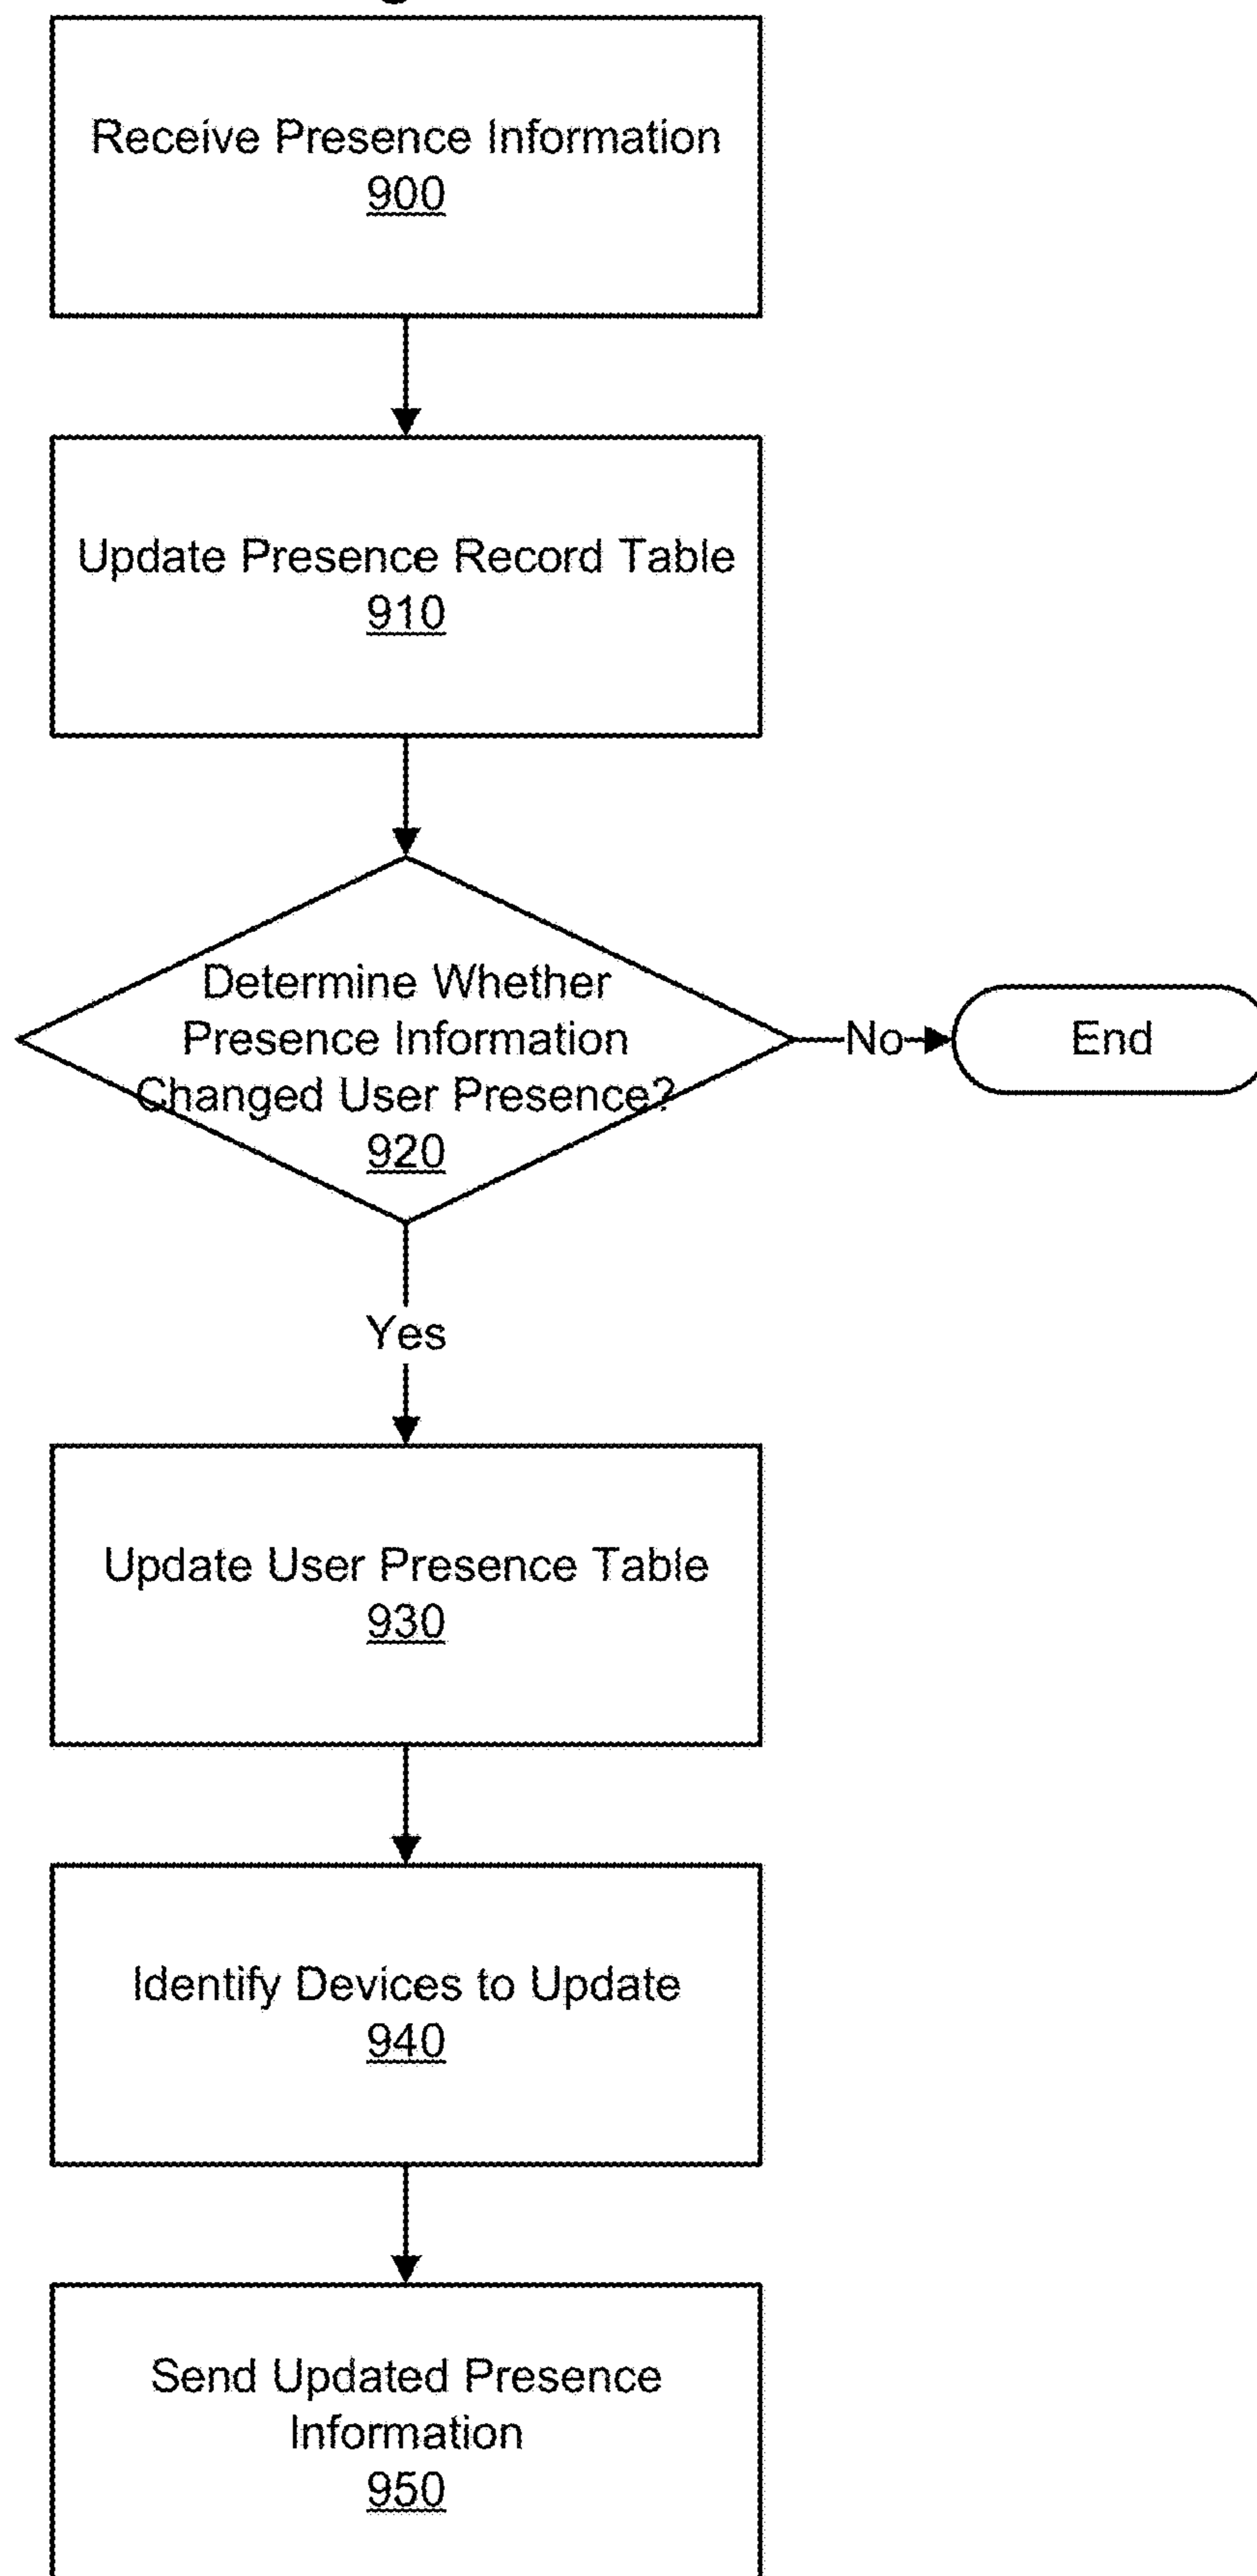 Receive Presence Information
900
Update Presence Record Table
910
Determine Whether
Presence Information
Changed User Presence?
920
No
End
Yes
Update User Presence Table
930
Identify Devices to Update
940
Send Updated Presence
Information
950